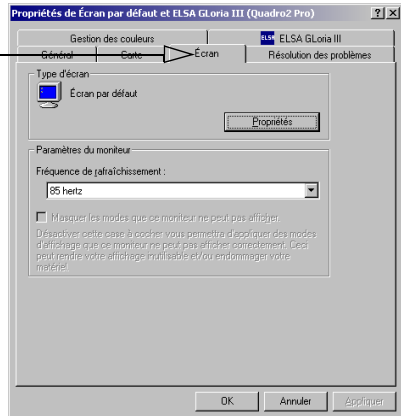 Propriétés de Écran par défaut et ELSA GLoria III (Quadro2 Pro)
Gestion des couleurs
ELSA ELSA GLoria III
Général
Carte
Écran
Résolution des problèmes
Type d'écran
Écran par défaut
Propriétés
Paramètres du moniteur
Fréquence de rafraîchissement :
85 hertz
Masquer les modes que ce moniteur ne peut pas afficher
Désactiver cette case à cocher vous permettra d'appliquer des modes
d'affichage que ce moniteur ne peut pas afficher correctement. Ceci
peut rendre votre affichage inutilisable et/ou endommager votre
matériel.
OK
Annuler
Appliquer